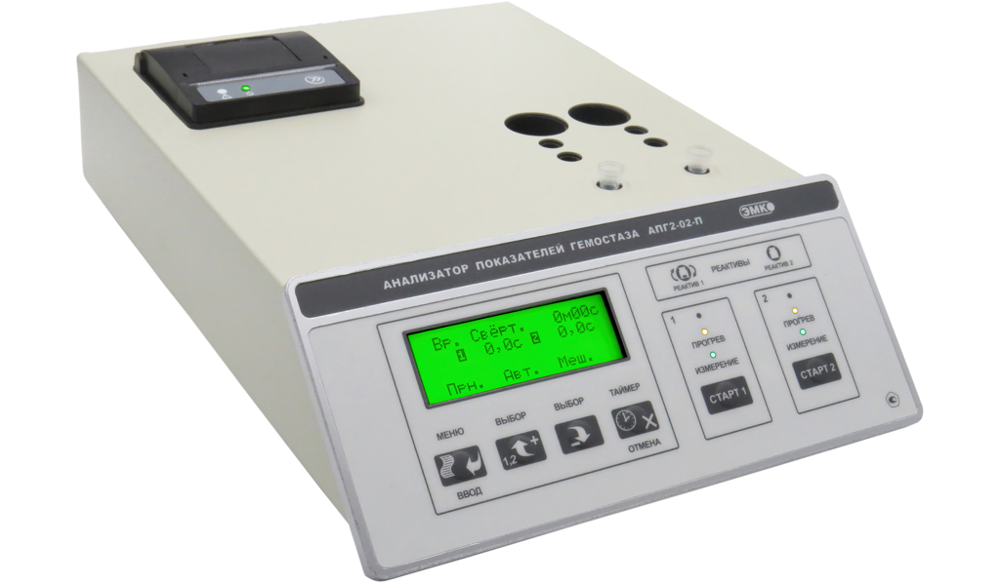 ЭМКО
АНАЛИЗАТОР ПОКАЗАТЕЛЕЙ ГЕМОСТАЗА АПГ2-02-П
Вр. Свёрт. 0м00с
1 0,0с 2 0,0с
Прн. Авт. Меш.
МЕНЮ
ВВОД
ВЫБОР
1,2 +
ВЫБОР
-
ТАЙМЕР
X
ОТМЕНА
РЕАКТИВ 1
РЕАКТИВЫ
РЕАКТИВ 2
1
ПРОГРЕВ
ИЗМЕРЕНИЕ
СТАРТ 1
2
ПРОГРЕВ
ИЗМЕРЕНИЕ
СТАРТ 2